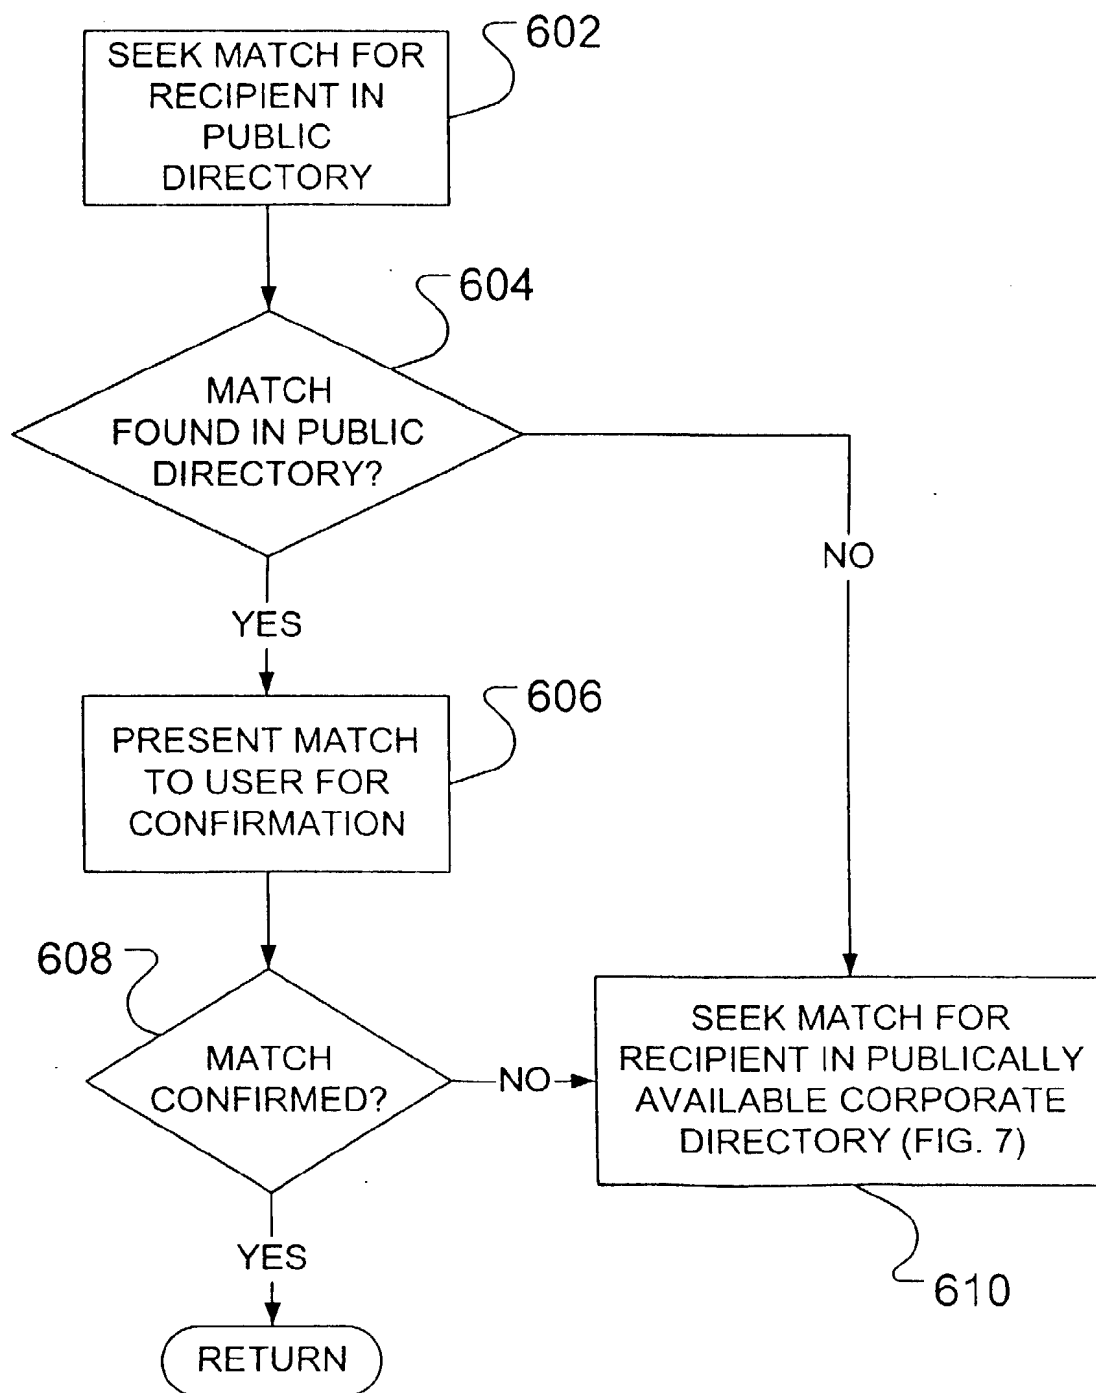 602
SEEK MATCH FOR
RECIPIENT IN
PUBLIC
DIRECTORY
604
MATCH
FOUND IN PUBLIC
DIRECTORY?
NO
YES
606
PRESENT MATCH
TO USER FOR
CONFIRMATION
608
MATCH
CONFIRMED?
NO
SEEK MATCH FOR
RECIPIENT IN PUBLICALLY
AVAILABLE CORPORATE
DIRECTORY (FIG. 7)
610
YES
RETURN